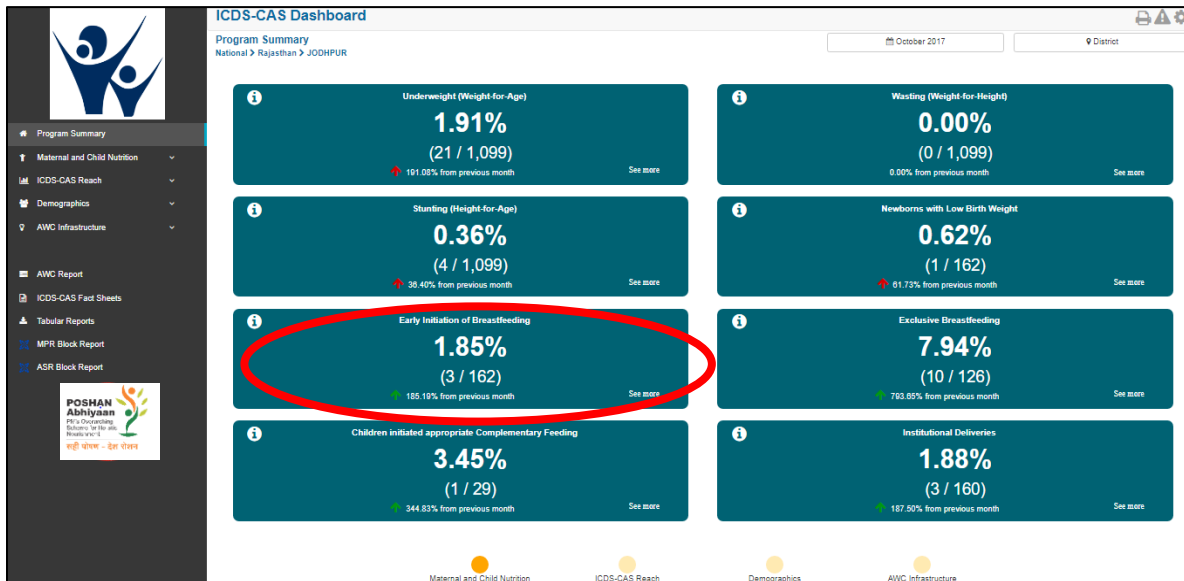 ICDS-CAS Dashboard
Program Summary
National > Rajasthan > JODHPUR
October 2017
District
Program Summary
Maternal and Child Nutrition
ICDS-CAS Reach
Demographics
AWC Infrastructure
AWC Report
ICDS-CAS Fact Sheets
Tabular Reports
MPR Block Report
ASR Block Report
POSHAN
Abhiyaan
PM's Overarching
सही पोषण - देश रोशन
Underweight (Weight-for-Age)
1.91%
(21 / 1,099)
191.08% from previous month
See more
Wasting (Weight-for-Height)
0.00%
(0 / 1,099)
0.00% from previous month
See more
Stunting (Height-for-Age)
0.36%
(4 / 1,099)
36.40% from previous month
See more
Newborns with Low Birth Weight
0.62%
(1 / 162)
61.73% from previous month
See more
Early Initiation of Breastfeeding
1.85%
(3 / 162)
185.19% from previous month
See more
Exclusive Breastfeeding
7.94%
(10 / 126)
793.65% from previous month
See more
Children initiated appropriate Complementary Feeding
3.45%
(1 / 29)
344.83% from previous month
See more
Institutional Deliveries
1.88%
(3 / 160)
187.50% from previous month
See more
Maternal and Child Nutrition
ICDS-CAS Reach
Demographics
AWC Infrastructure